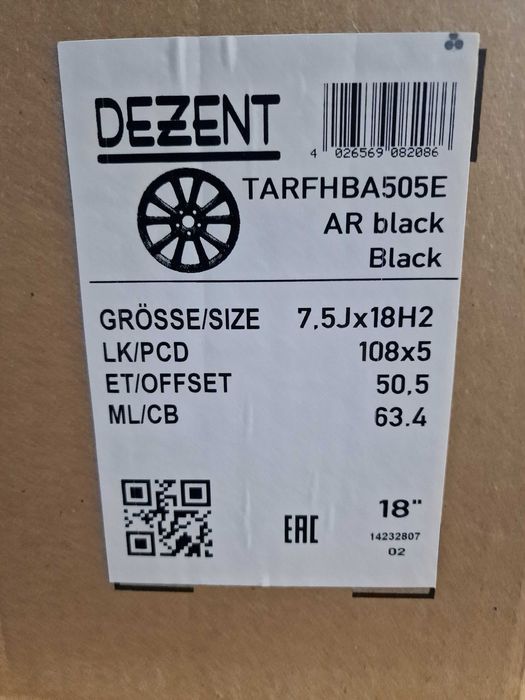 DEZENT
4 026569 082086
TARFHBA505E
AR black
Black
GRÖSSE/SIZE 7,5Jx18H2
LK/PCD 108x5
ET/OFFSET 50,5
ML/CB 63.4
EAC
18"
14232807
02